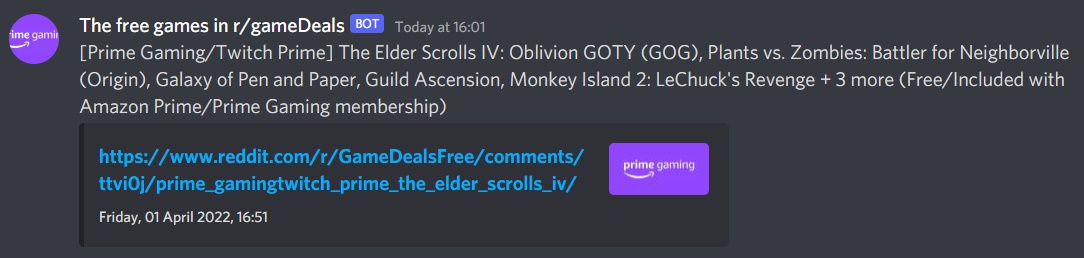 The free games in r/gameDeals BOT Today at 16:01
[Prime Gaming/Twitch Prime] The Elder Scrolls IV: Oblivion GOTY (GOG), Plants vs. Zombies: Battler for Neighborville
(Origin), Galaxy of Pen and Paper, Guild Ascension, Monkey Island 2: LeChuck's Revenge + 3 more (Free/Included with
Amazon Prime/Prime Gaming membership)
https://www.reddit.com/r/GameDealsFree/comments/
ttvi0j/prime_gamingtwitch_prime_the_elder_scrolls_iv/
prime gaming
Friday, 01 April 2022, 16:51